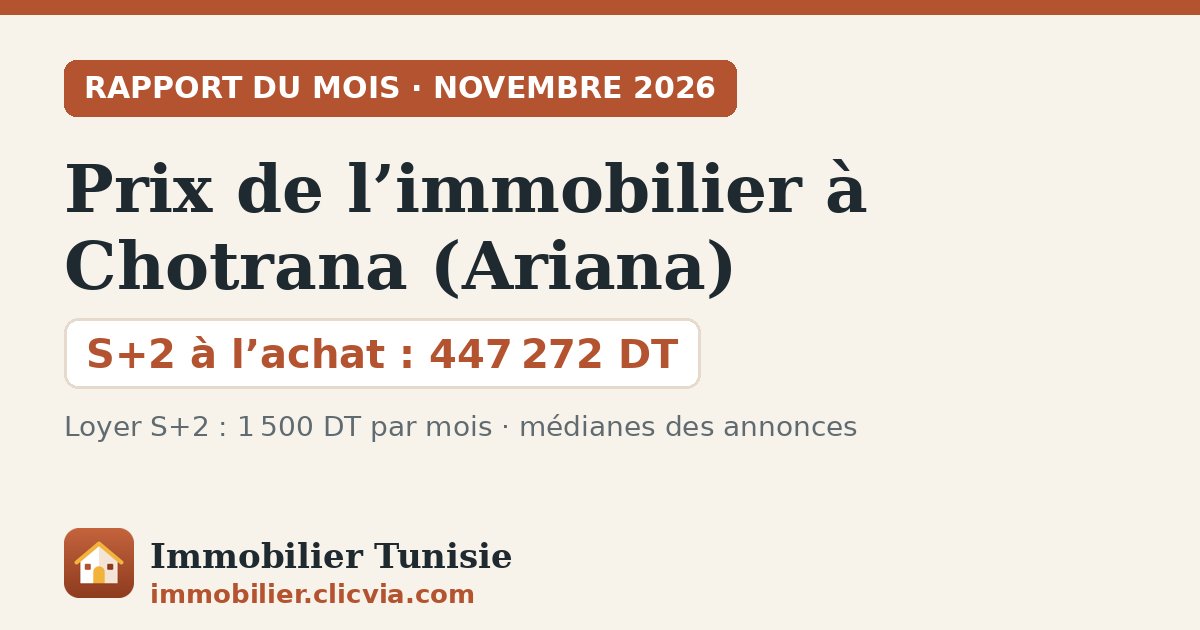 RAPPORT DU MOIS · NOVEMBRE 2026
Prix de l’immobilier à
Chotrana (Ariana)
S+2 à l’achat : 447 272 DT
Loyer S+2 : 1 500 DT par mois · médianes des annonces
Immobilier Tunisie
immobilier.clicvia.com